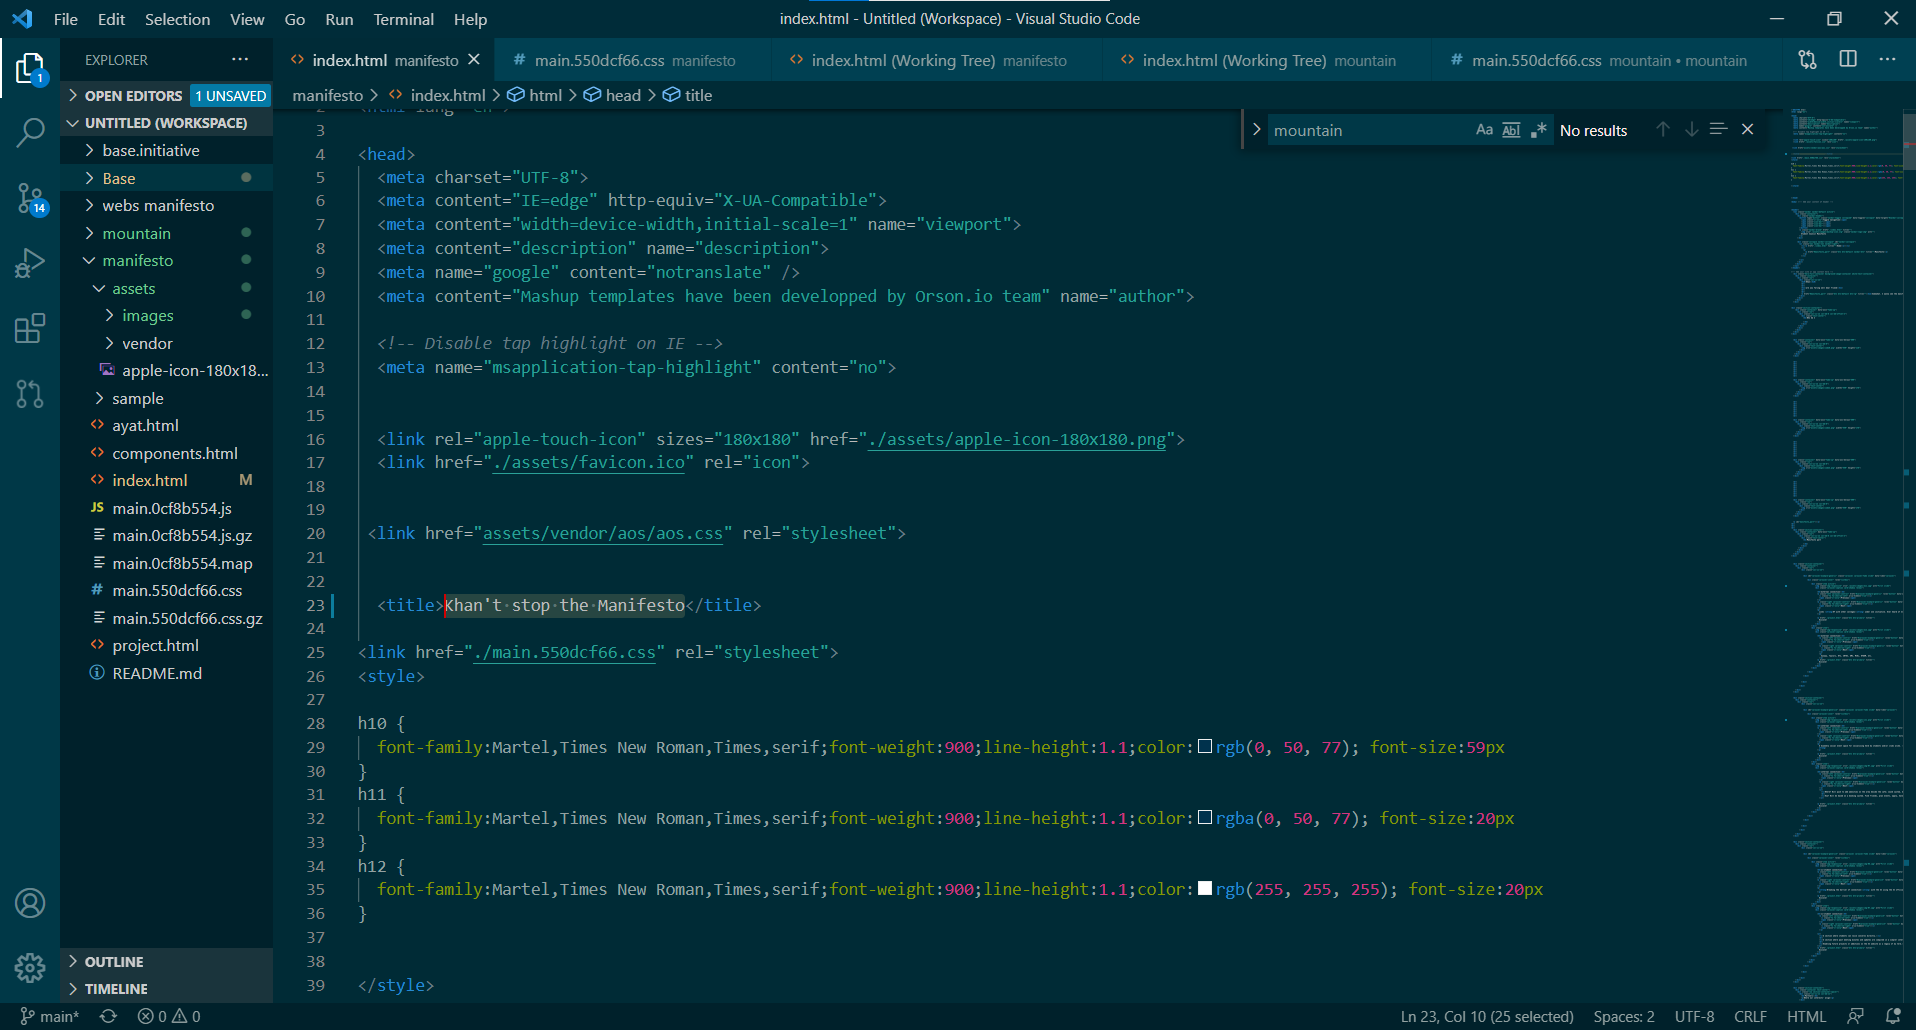 File Edit Selection View Go Run Terminal Help
index.html - Untitled (Workspace) - Visual Studio Code
EXPLORER ...
index.html manifesto
# main.550dcf66.css manifesto
<> index.html (Working Tree) manifesto
<> index.html (Working Tree) mountain
# main.550dcf66.css mountain • mountain
1
14
OPEN EDITORS 1 UNSAVED
UNTITLED (WORKSPACE)
base.initiative
Base
webs manifesto
mountain
manifesto
assets
images
vendor
apple-icon-180x18...
sample
ayat.html
components.html
index.html M
JS main.0cf8b554.js
main.0cf8b554.js.gz
main.0cf8b554.map
# main.550dcf66.css
main.550dcf66.css.gz
project.html
README.md
OUTLINE
TIMELINE
manifesto > index.html > html > head > title
mountain Aa Abl .* No results
3
4 <head>
5 <meta charset="UTF-8">
6 <meta content="IE=edge" http-equiv="X-UA-Compatible">
7 <meta content="width=device-width,initial-scale=1" name="viewport">
8 <meta content="description" name="description">
9 <meta name="google" content="notranslate" />
10 <meta content="Mashup templates have been developped by Orson.io team" name="author">
11
12 <!-- Disable tap highlight on IE -->
13 <meta name="msapplication-tap-highlight" content="no">
14
15
16 <link rel="apple-touch-icon" sizes="180x180" href="./assets/apple-icon-180x180.png">
17 <link href="./assets/favicon.ico" rel="icon">
18
19
20 <link href="assets/vendor/aos/aos.css" rel="stylesheet">
21
22
23 <title>Khan't stop the Manifesto</title>
24
25 <link href="./main.550dcf66.css" rel="stylesheet">
26 <style>
27
28 h10 {
29 font-family:Martel,Times New Roman,Times,serif;font-weight:900;line-height:1.1;color:rgb(0, 50, 77); font-size:59px
30 }
31 h11 {
32 font-family:Martel,Times New Roman,Times,serif;font-weight:900;line-height:1.1;color:rgba(0, 50, 77); font-size:20px
33 }
34 h12 {
35 font-family:Martel,Times New Roman,Times,serif;font-weight:900;line-height:1.1;color:rgb(255, 255, 255); font-size:20px
36 }
37
38
39 </style>
main* 0 0
Ln 23, Col 10 (25 selected) Spaces: 2 UTF-8 CRLF HTML